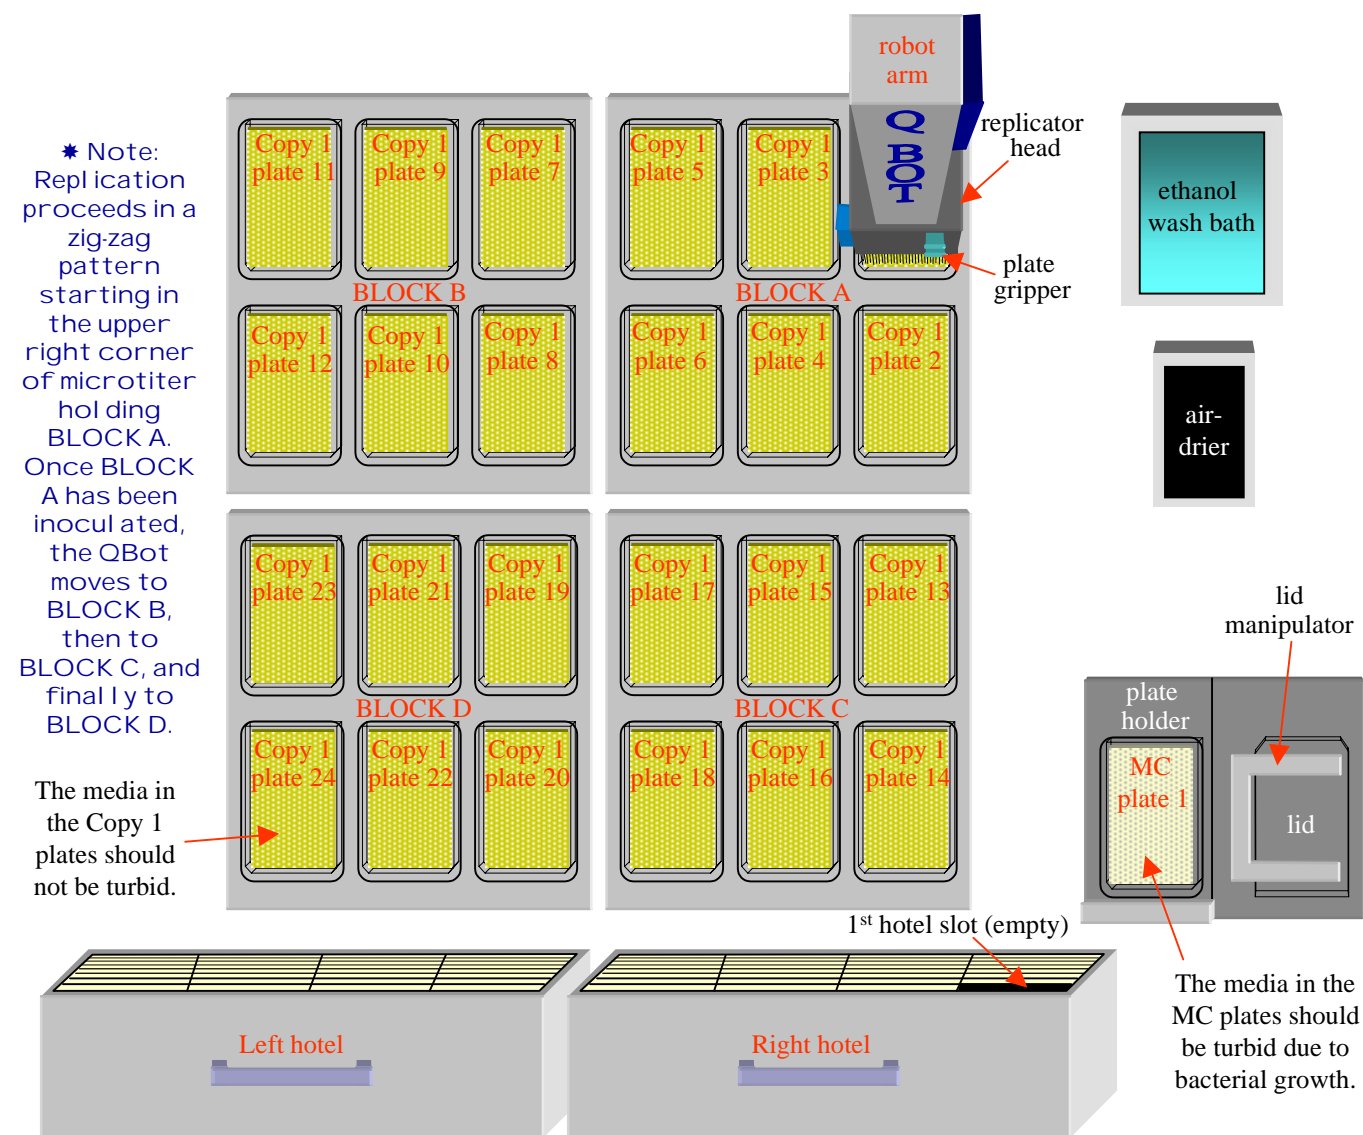 ✷ Note:
Replication
proceeds in a
zig-zag
pattern
starting in
the upper
right corner
of microtiter
holding
BLOCK A.
Once BLOCK
A has been
inoculated,
the QBot
moves to
BLOCK B,
then to
BLOCK C, and
finally to
BLOCK D.
The media in
the Copy 1
plates should
not be turbid.
Copy 1
plate 11
Copy 1
plate 9
Copy 1
plate 7
BLOCK B
Copy 1
plate 12
Copy 1
plate 10
Copy 1
plate 8
Copy 1
plate 5
Copy 1
plate 3
robot
arm
Q BOT
replicator
head
plate
gripper
BLOCK A
Copy 1
plate 6
Copy 1
plate 4
Copy 1
plate 2
ethanol
wash bath
air-
drier
Copy 1
plate 23
Copy 1
plate 21
Copy 1
plate 19
BLOCK D
Copy 1
plate 24
Copy 1
plate 22
Copy 1
plate 20
Copy 1
plate 17
Copy 1
plate 15
Copy 1
plate 13
BLOCK C
Copy 1
plate 18
Copy 1
plate 16
Copy 1
plate 14
lid
manipulator
plate
holder
MC
plate 1
lid
1st hotel slot (empty)
Left hotel
Right hotel
The media in the
MC plates should
be turbid due to
bacterial growth.